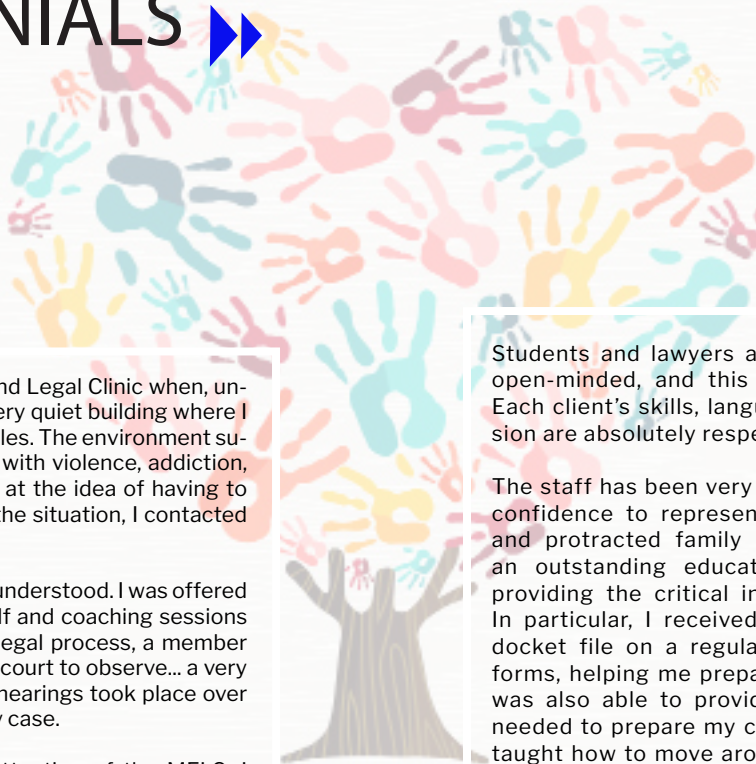 NIALS
nd Legal Clinic when, un-
ery quiet building where I
les. The environment su-
with violence, addiction,
at the idea of having to
the situation, I contacted
understood. I was offered
lf and coaching sessions
egal process, a member
court to observe... a very
hearings took place over
y case.
Students and lawyers a
open-minded, and this
Each client’s skills, langu
sion are absolutely respe
The staff has been very
confidence to represen
and protracted family
an outstanding educat
providing the critical in
In particular, I received
docket file on a regula
forms, helping me prepa
was also able to provid
needed to prepare my c
taught how to move aro